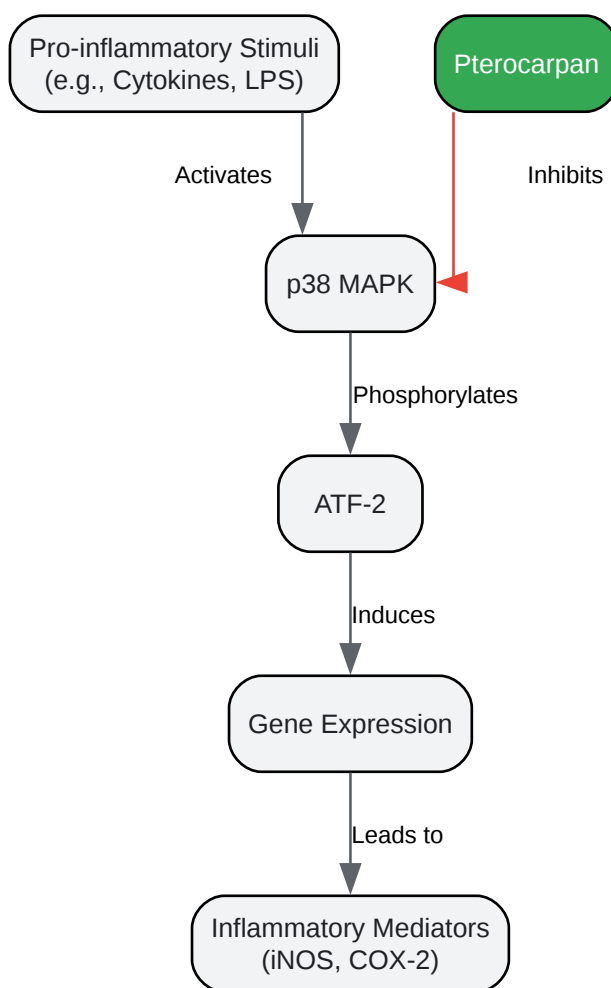 Pro-inflammatory Stimuli
(e.g., Cytokines, LPS)
Pterocarpan
Activates
Inhibits
p38 MAPK
Phosphorylates
ATF-2
Induces
Gene Expression
Leads to
Inflammatory Mediators
(iNOS, COX-2)